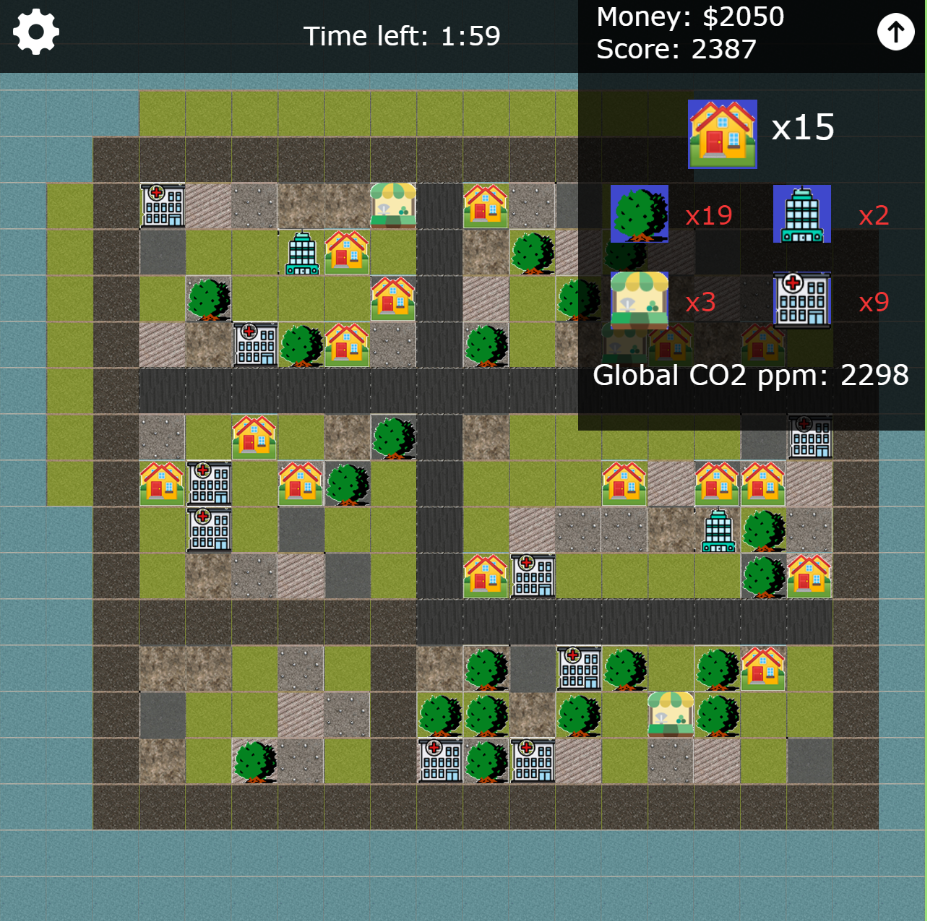 Time left: 1:59
Money: $2050
Score: 2387
x15
x19
x2
x3
x9
Global CO2 ppm: 2298